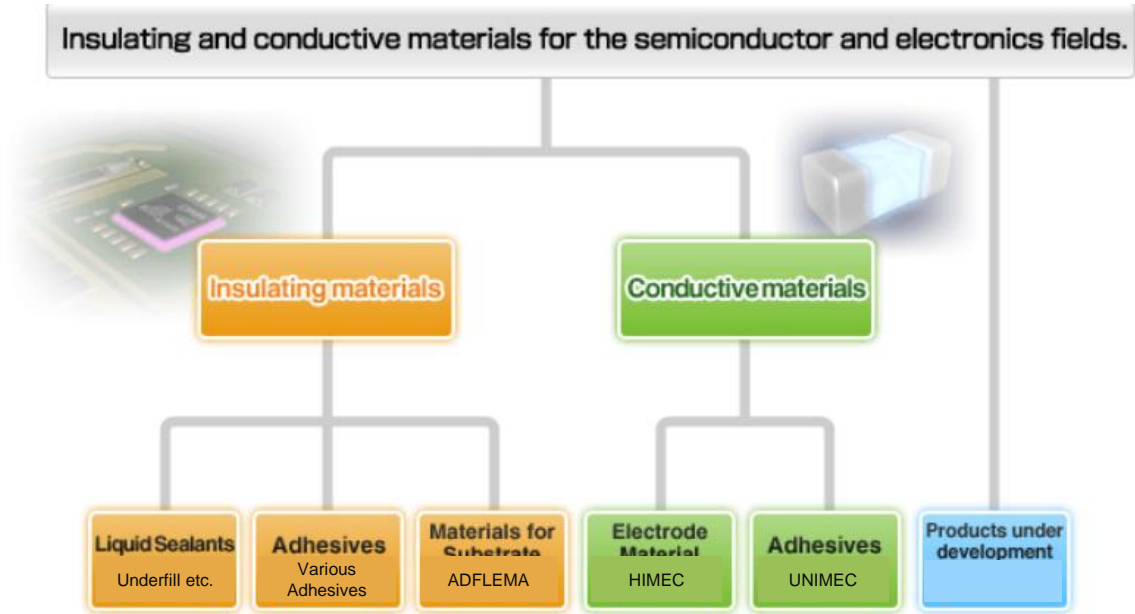 Insulating and conductive materials for the semiconductor and electronics fields.
Insulating materials
Conductive materials
Liquid Sealants
Underfill etc.
Adhesives
Various
Adhesives
Materials for
Substrate
ADFLEMA
Electrode
Material
HIMEC
Adhesives
UNIMEC
Products under
development